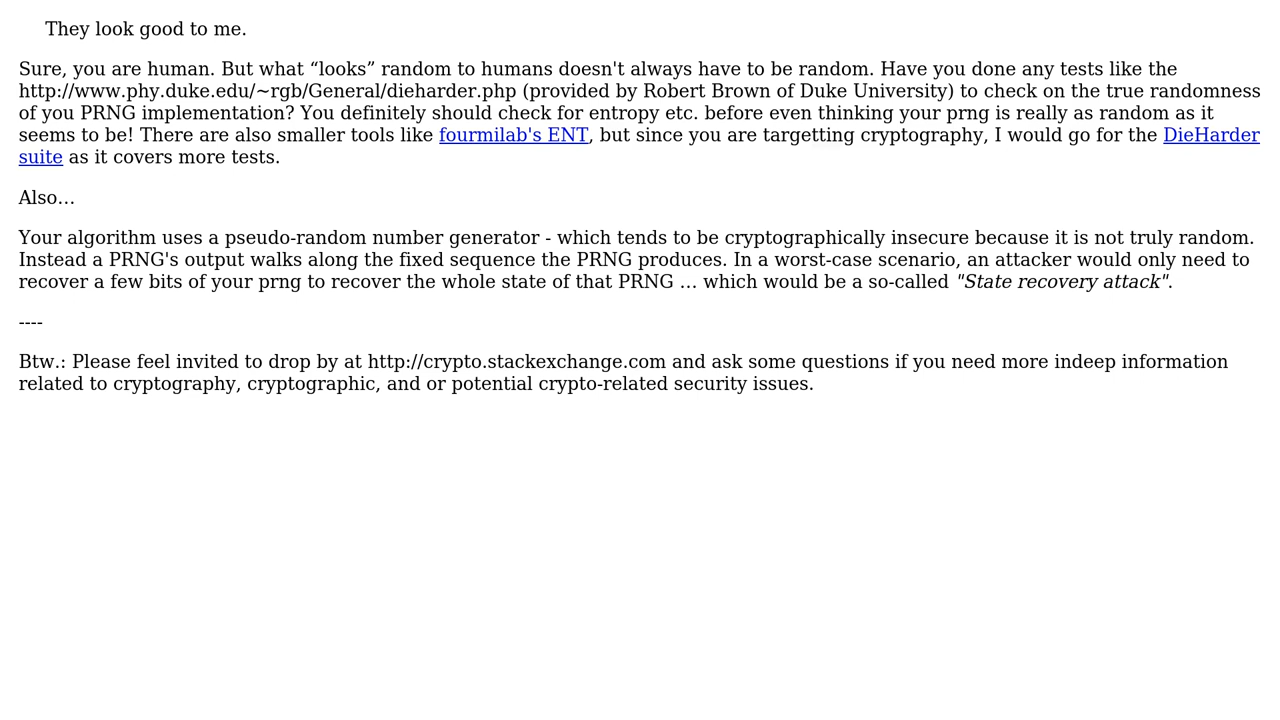 They look good to me.
Sure, you are human. But what “looks” random to humans doesn't always have to be random. Have you done any tests like the
http://www.phy.duke.edu/~rgb/General/dieharder.php (provided by Robert Brown of Duke University) to check on the true randomness
of you PRNG implementation? You definitely should check for entropy etc. before even thinking your prng is really as random as it
seems to be! There are also smaller tools like fourmilab's ENT, but since you are targetting cryptography, I would go for the DieHarder
suite as it covers more tests.
Also…
Your algorithm uses a pseudo-random number generator - which tends to be cryptographically insecure because it is not truly random.
Instead a PRNG's output walks along the fixed sequence the PRNG produces. In a worst-case scenario, an attacker would only need to
recover a few bits of your prng to recover the whole state of that PRNG … which would be a so-called "State recovery attack".
----
Btw.: Please feel invited to drop by at http://crypto.stackexchange.com and ask some questions if you need more indeep information
related to cryptography, cryptographic, and or potential crypto-related security issues.